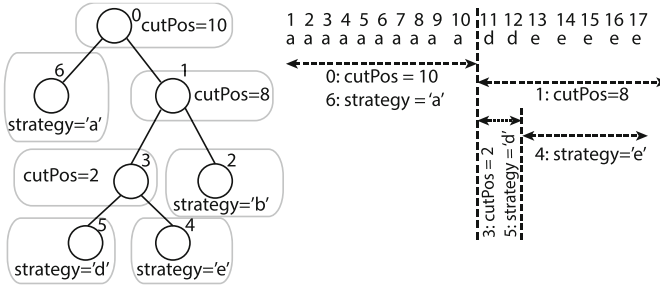 0 cutPos=10
6
strategy='a'
1
cutPos=8
cutPos=2
3
2
strategy='b'
5
strategy='d'
4
strategy='e'
1 2 3 4 5 6 7 8 9 10 11 12 13 14 15 16 17
a a a a a a a a a a d d e e e e e
0: cutPos = 10
6: strategy = 'a'
1: cutPos=8
3: cutPos = 2
5: strategy = 'd'
4: strategy='e'